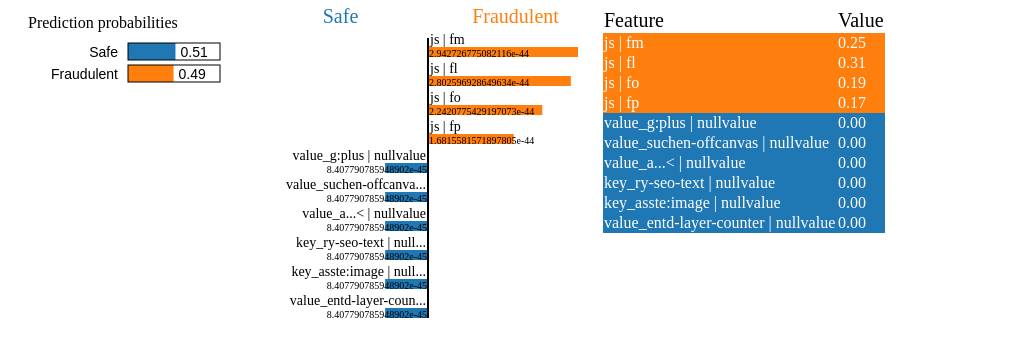 Prediction probabilities
Safe 0.51
Fraudulent 0.49
Safe Fraudulent
js | fm
2.942726775082116e-44
js | fl
2.802596928649634e-44
js | fo
2.2420775429197073e-44
js | fp
1.6815581571897805e-44
value_g:plus | nullvalue
8.407790785948902e-45
value_suchen-offcanva...
8.407790785948902e-45
value_a...< | nullvalue
8.407790785948902e-45
key_ry-seo-text | null...
8.407790785948902e-45
key_asste:image | null...
8.407790785948902e-45
value_entd-layer-coun...
8.407790785948902e-45
Feature Value
js | fm 0.25
js | fl 0.31
js | fo 0.19
js | fp 0.17
value_g:plus | nullvalue 0.00
value_suchen-offcanvas | nullvalue 0.00
value_a...< | nullvalue 0.00
key_ry-seo-text | nullvalue 0.00
key_asste:image | nullvalue 0.00
value_entd-layer-counter | nullvalue 0.00